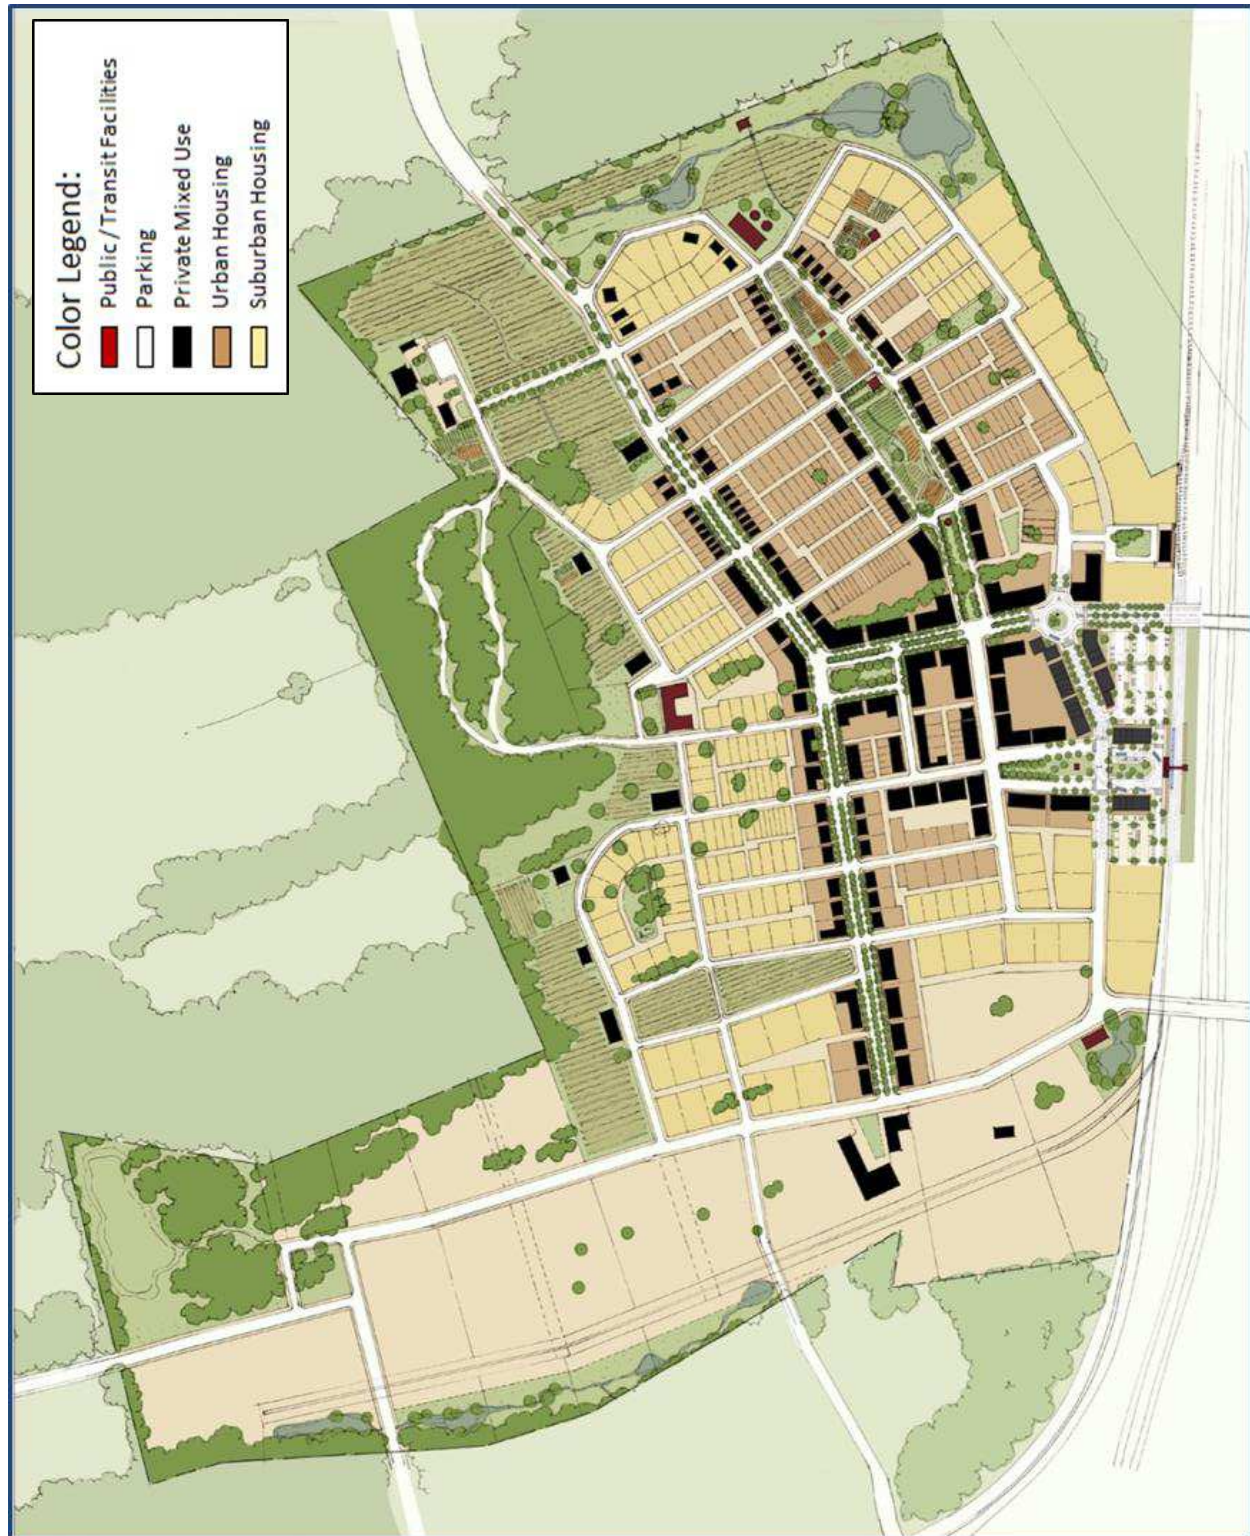 Color Legend:
Public / Transit Facilities
Parking
Private Mixed Use
Urban Housing
Suburban Housing